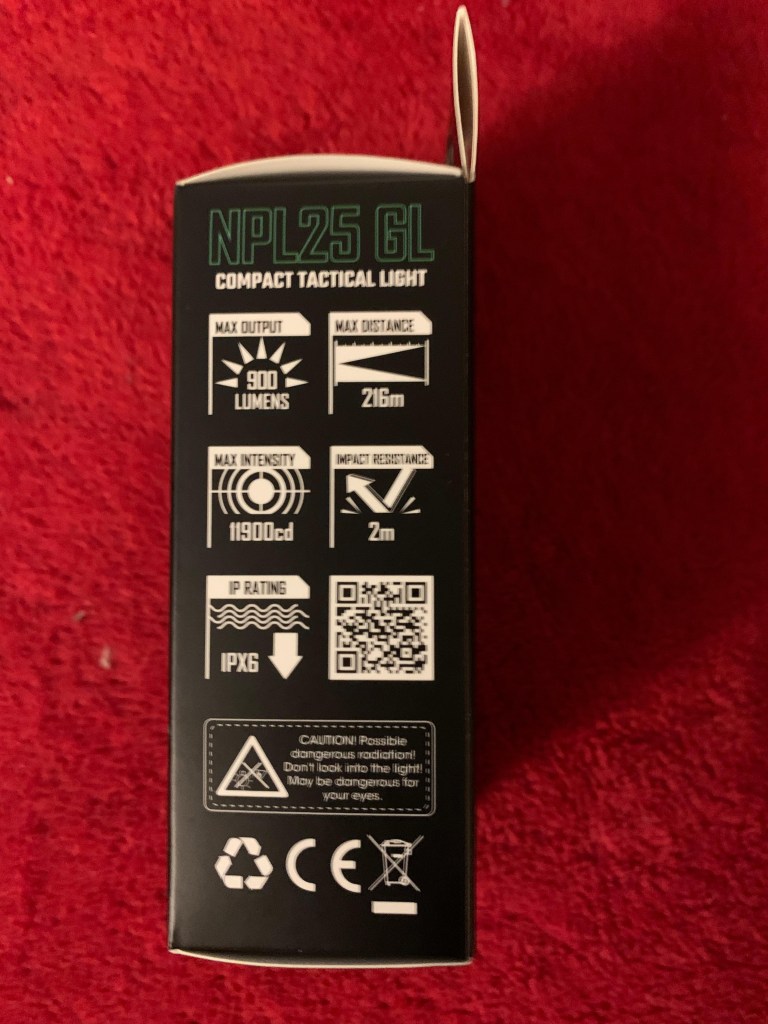 NPL25 GL
COMPACT TACTICAL LIGHT
MAX OUTPUT
900
LUMENS
MAX DISTANCE
216m
MAX INTENSITY
11900cd
IMPACT RESISTANCE
2m
IP RATING
IPX6
CAUTION! Possible
dangerous radiation!
Don't look into the light!
May be dangerous for
your eyes.
CE